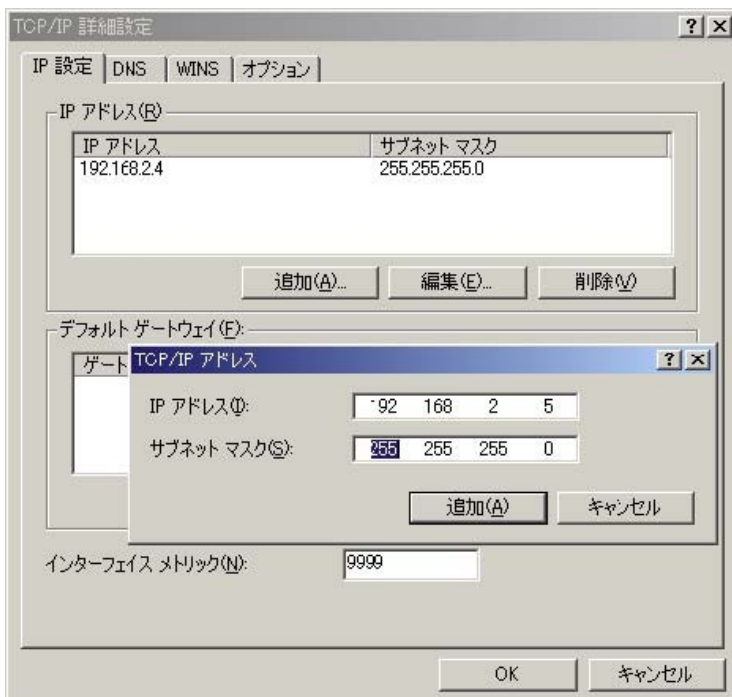 TCP/IP 詳細設定
IP 設定 DNS WINS オプション
IP アドレス(R)
IP アドレス サブネット マスク
192.168.2.4 255.255.255.0
追加(A)... 編集(E)... 削除(V)
デフォルト ゲートウェイ(F):
ゲート
TCP/IP アドレス
IP アドレス(I): 192 168 2 5
サブネット マスク(S): 255 255 255 0
追加(A) キャンセル
インターフェイス メトリック(N): 9999
OK キャンセル